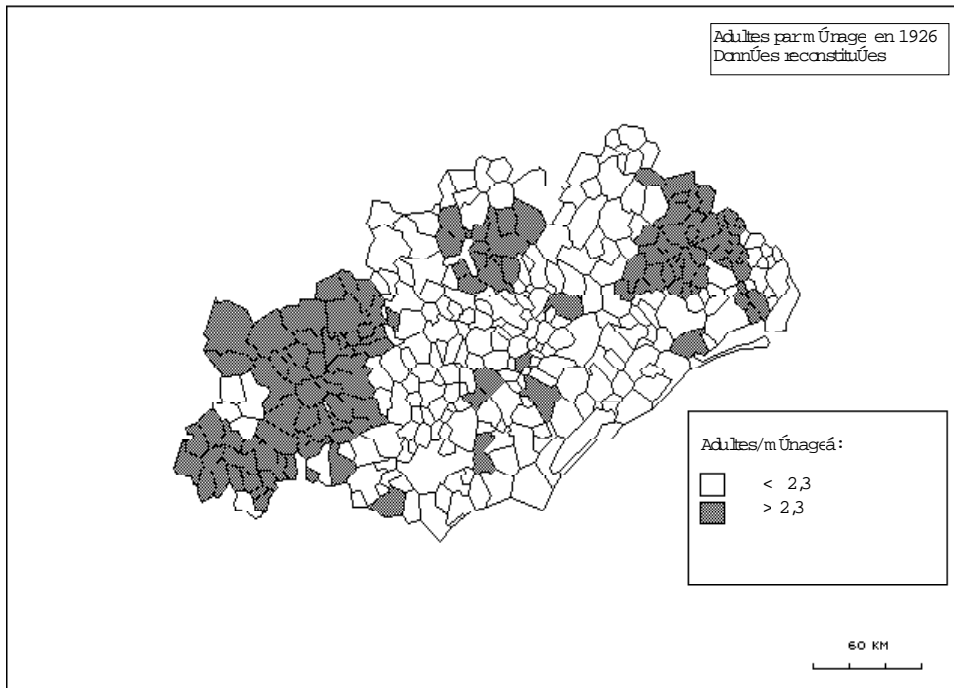 Adultes par mÚnage en 1926
DonnÚes reconstituÚes
Adultes/mÚnageá:
< 2,3
> 2,3
60 KM